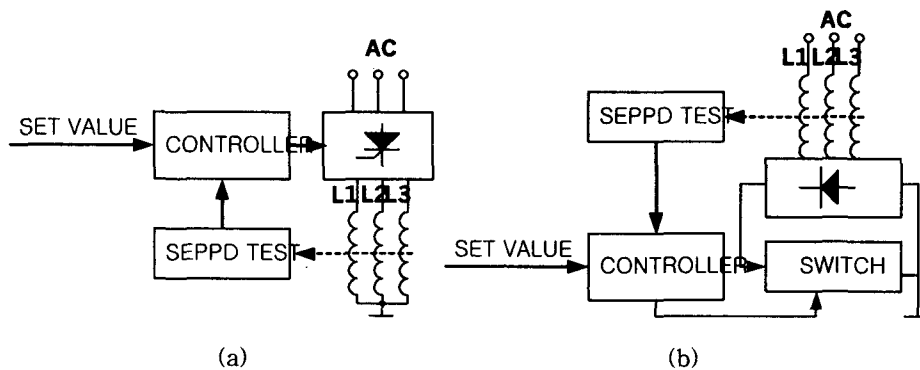 AC
SET VALUE
CONTROLLER
L1 L2 L3
SEPPD TEST
(a)
AC
L1 L2 L3
SEPPD TEST
SET VALUE
CONTROLLER
SWITCH
(b)